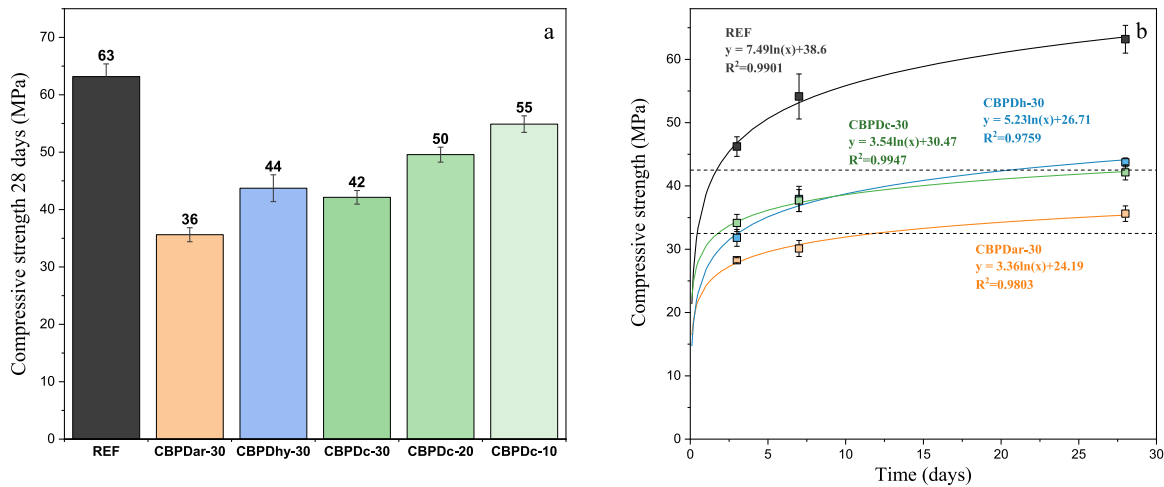 a
Compressive strength 28 days (MPa)
70
60
50
40
30
20
10
0
63
36
44
42
50
55
REF
CBPDar-30
CBPDhy-30
CBPDc-30
CBPDc-20
CBPDc-10
b
Compressive strength (MPa)
60
50
40
30
20
10
0
REF
y = 7.49ln(x)+38.6
R²=0.9901
CBPDc-30
y = 3.54ln(x)+30.47
R²=0.9947
CBPDh-30
y = 5.23ln(x)+26.71
R²=0.9759
CBPDar-30
y = 3.36ln(x)+24.19
R²=0.9803
0
5
10
15
20
25
30
Time (days)